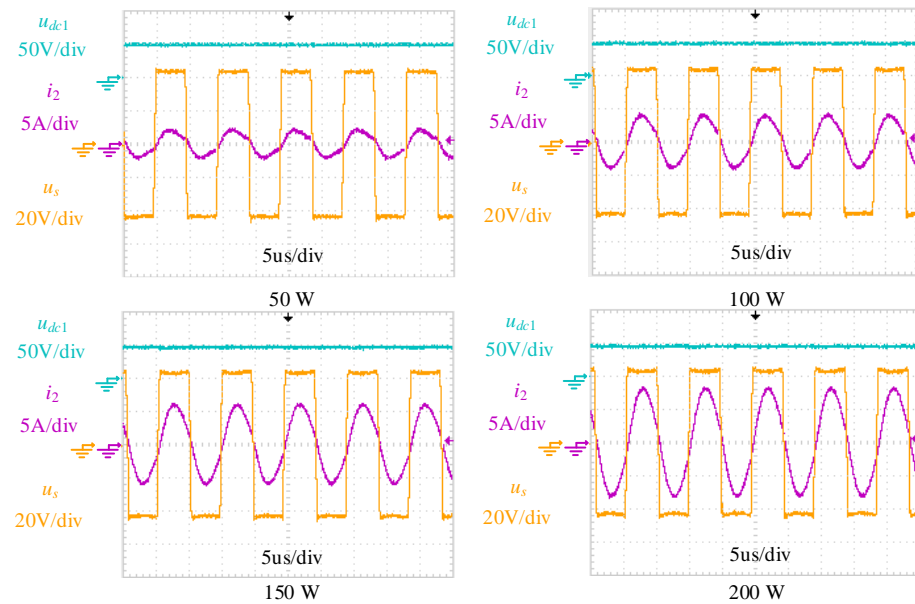 u_dc1
50V/div
i_2
5A/div
u_s
20V/div
5us/div
50 W
u_dc1
50V/div
i_2
5A/div
u_s
20V/div
5us/div
100 W
u_dc1
50V/div
i_2
5A/div
u_s
20V/div
5us/div
150 W
u_dc1
50V/div
i_2
5A/div
u_s
20V/div
5us/div
200 W